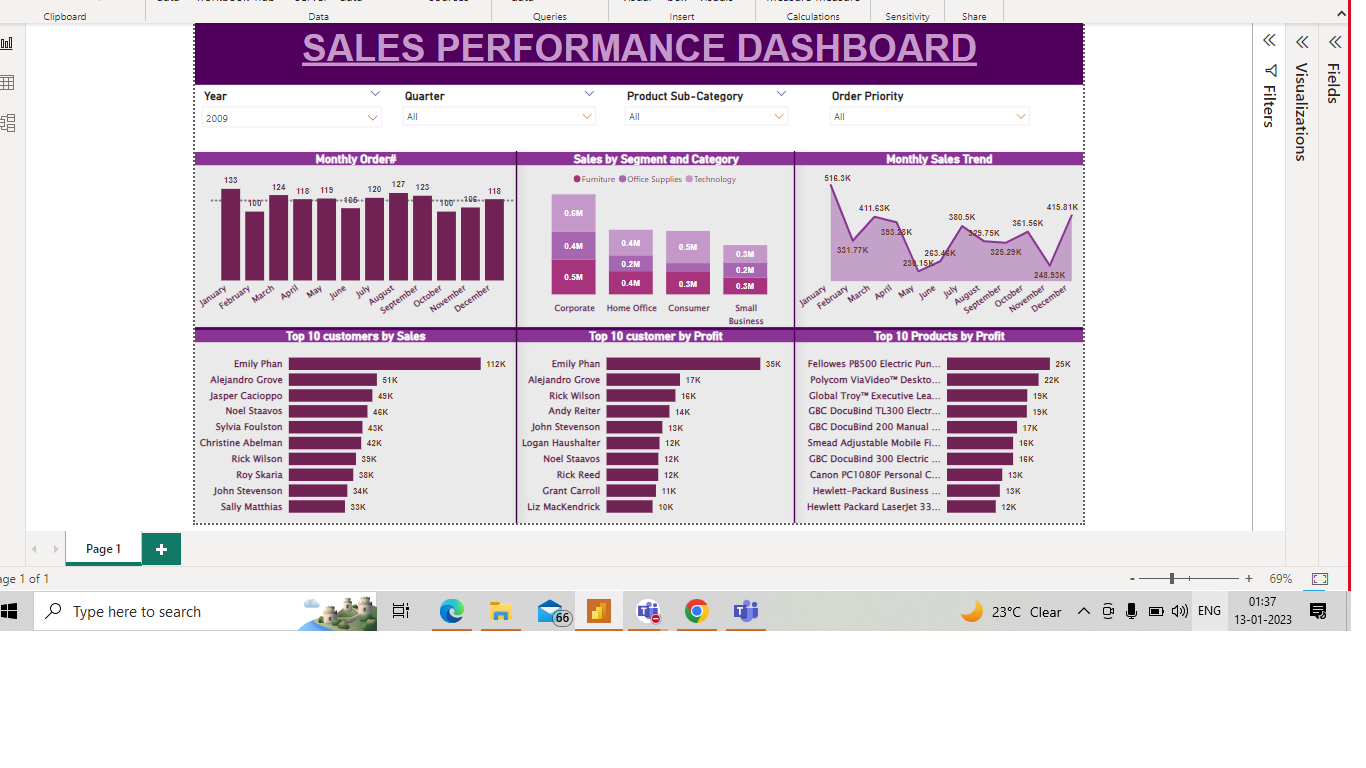 Clipboard
Data
Queries
Insert
Calculations
Sensitivity
Share
SALES PERFORMANCE DASHBOARD
Year
Quarter
Product Sub-Category
Order Priority
2009
All
All
All
Monthly Order#
133
100
124
118
119
105
120
127
123
100
106
118
January
February
March
April
May
June
July
August
September
October
November
December
Sales by Segment and Category
Furniture Office Supplies Technology
0.6M
0.4M
0.5M
0.4M
0.2M
0.4M
0.5M
0.3M
0.3M
0.2M
0.3M
Corporate
Home Office
Consumer
Small
Business
Monthly Sales Trend
516.3K
331.77K
411.63K
393.28K
230.15K
263.46K
380.5K
329.75K
325.29K
361.56K
248.93K
415.81K
January
February
March
April
May
June
July
August
September
October
November
December
Top 10 customers by Sales
Emily Phan 112K
Alejandro Grove 51K
Jasper Cacioppo 49K
Noel Staavos 46K
Sylvia Foulston 43K
Christine Abelman 42K
Rick Wilson 39K
Roy Skaria 38K
John Stevenson 34K
Sally Matthias 33K
Top 10 customer by Profit
Emily Phan 35K
Alejandro Grove 17K
Rick Wilson 16K
Andy Reiter 14K
John Stevenson 13K
Logan Haushalter 12K
Noel Staavos 12K
Rick Reed 12K
Grant Carroll 11K
Liz MacKendrick 10K
Top 10 Products by Profit
Fellowes PB500 Electric Pun... 25K
Polycom ViaVideo™ Deskto... 22K
Global Troy™ Executive Lea... 19K
GBC DocuBind TL300 Electr... 19K
GBC DocuBind 200 Manual ... 17K
Smead Adjustable Mobile Fi... 16K
GBC DocuBind 300 Electric ... 16K
Canon PC1080F Personal C... 13K
Hewlett-Packard Business ... 13K
Hewlett Packard LaserJet 33... 12K
Filters
Visualizations
Fields
Page 1
+
age 1 of 1
- + 69%
Type here to search
66
23°C Clear
ENG
01:37
13-01-2023